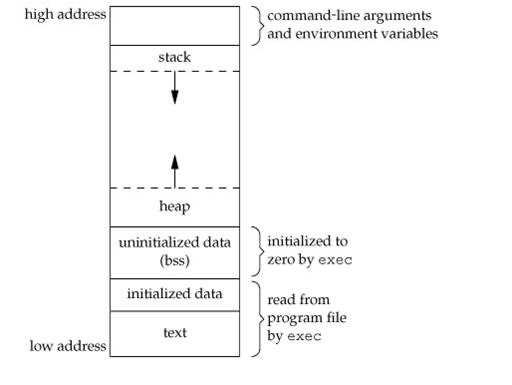 high address
command-line arguments
and environment variables
stack
heap
uninitialized data
(bss)
initialized to
zero by exec
initialized data
read from
program file
by exec
text
low address